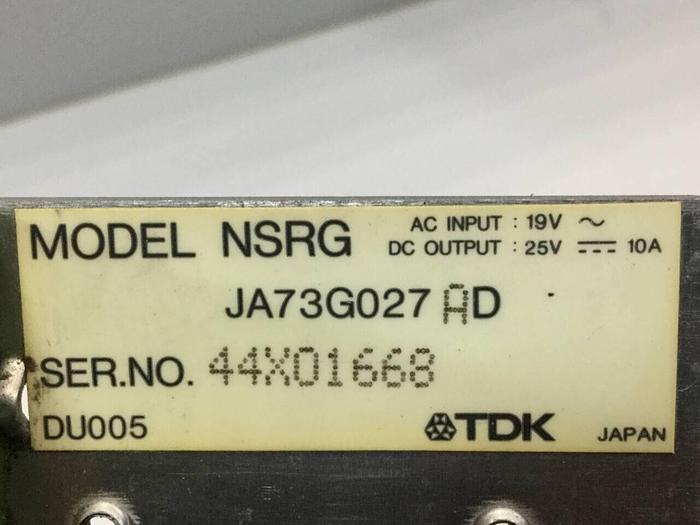 MODEL NSRG AC INPUT : 19V ~
DC OUTPUT : 25V ⎓ 10A
JA73G027 AD
SER.NO. 44X01668
DU005 TDK JAPAN